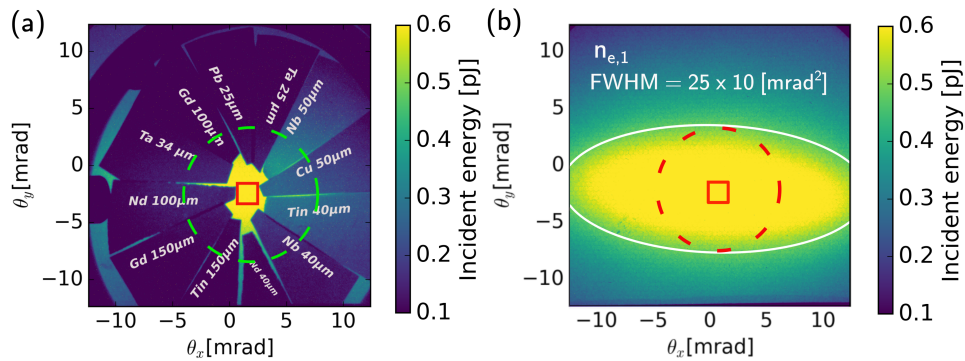 (a)
10
5
0
−5
−10
θy[mrad]
−10 −5 0 5 10
θx[mrad]
Pb 25μm
Ta 25 μm
Nb 50μm
Gd 100μm
Ta 34 μm
Cu 50μm
Nd 100μm
Tin 40μm
Gd 150μm
Nb 40μm
Tin 150μm
Nd 40μm
0.6
0.5
0.4
0.3
0.2
0.1
Incident energy [pJ]
(b)
n_e,1
FWHM = 25 x 10 [mrad²]
10
5
0
−5
−10
θy[mrad]
−10 −5 0 5 10
θx[mrad]
0.6
0.5
0.4
0.3
0.2
0.1
Incident energy [pJ]